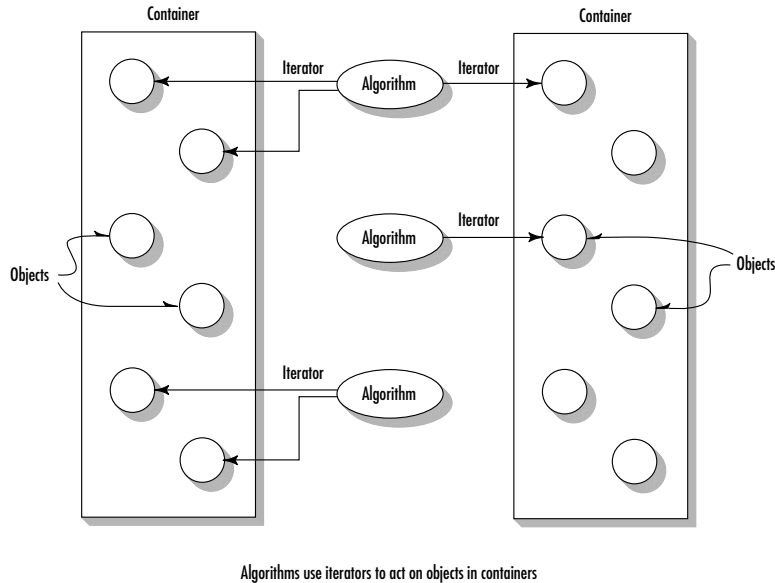 Container
Container
Iterator
Algorithm
Iterator
Algorithm
Iterator
Objects
Objects
Iterator
Algorithm
Algorithms use iterators to act on objects in containers